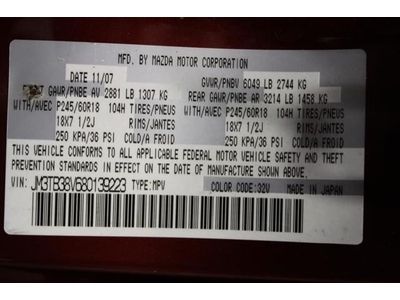 MFD. BY MAZDA MOTOR CORPORATION
DATE 11/07 GVWR/PNBV 6049 LB 2744 KG
GAWR/PNBE AV 2881 LB 1307 KG REAR GAWR/PNBE AR 3214 LB 1458 KG
WITH/AVEC P245/60R18 104H TIRES/PNEUS WITH/AVEC P245/60R18 104H TIRES/PNEUS
18X7 1/2J RIMS/JANTES 18X7 1/2J RIMS/JANTES
250 KPA/36 PSI COLD/A FROID 250 KPA/36 PSI COLD/A FROID
THIS VEHICLE CONFORMS TO ALL APPLICABLE FEDERAL MOTOR VEHICLE SAFETY AND THEFT
PREVENTION STANDARDS IN EFFECT ON THE DATE OF MANUFACTURE SHOWN ABOVE.
VIN: JM3TB38V680139223 TYPE:MPV COLOR CODE:32V MADE IN JAPAN